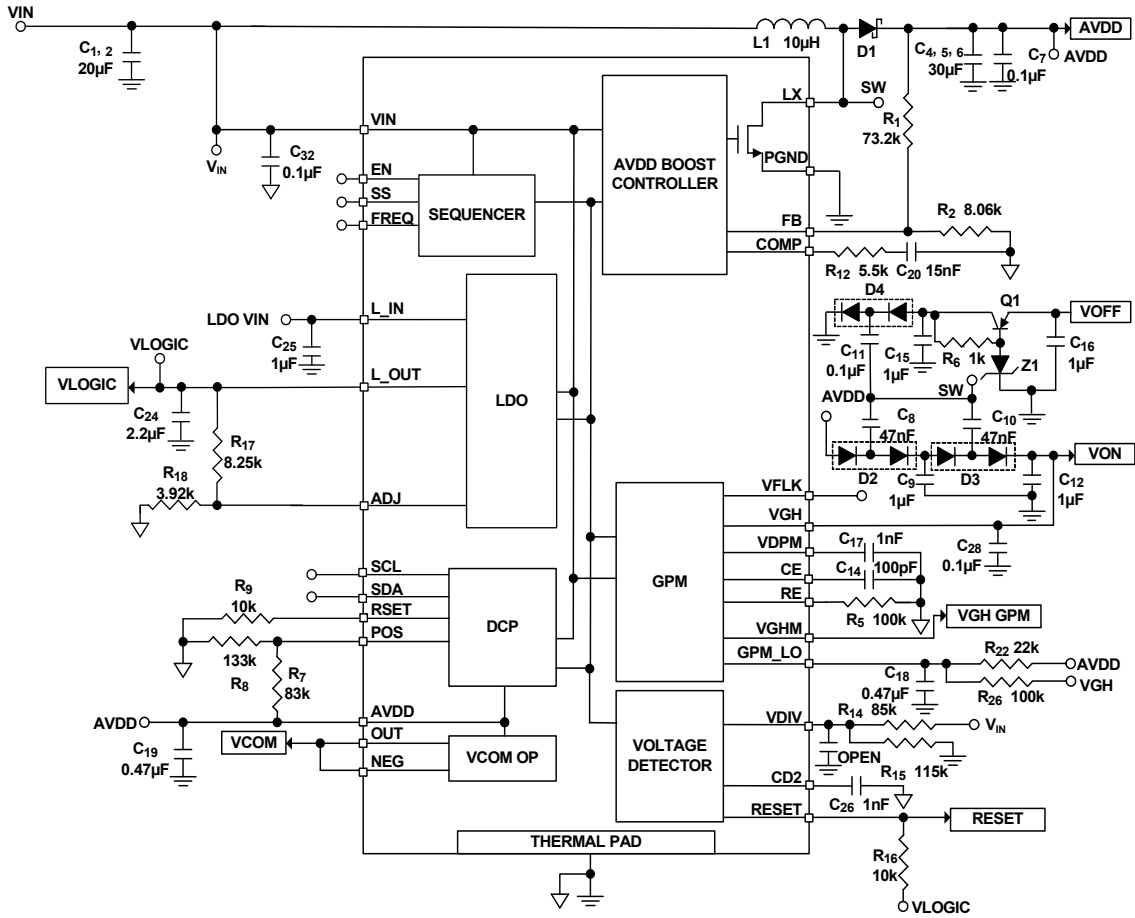 VIN
C1, 2
20µF
L1 10µH
D1
C4, 5, 6
30µF
C7
0.1µF
AVDD
AVDD
LX
SW
R1
73.2k
VIN
VIN
C32
0.1µF
EN
SS
FREQ
SEQUENCER
AVDD BOOST
CONTROLLER
PGND
FB
COMP
R2 8.06k
R12 5.5k
C20 15nF
D4
Q1
VOFF
C11
0.1µF
C15
1µF
R6 1k
Z1
C16
1µF
SW
AVDD
C8
47nF
C10
47nF
VON
D2
C9
1µF
D3
C12
1µF
LDO VIN
C25
1µF
L_IN
VLOGIC
VLOGIC
L_OUT
LDO
C24
2.2µF
R17
8.25k
R18
3.92k
ADJ
VFLK
VGH
VDPM
CE
RE
VGHM
GPM_LO
GPM
C17 1nF
C14 100pF
R5 100k
C28
0.1µF
VGH GPM
R22 22k
AVDD
C18
0.47µF
R26 100k
VGH
SCL
SDA
RSET
POS
DCP
R9
10k
133k
R8
R7
83k
AVDD
AVDD
C19
0.47µF
VCOM
OUT
NEG
VCOM OP
VOLTAGE
DETECTOR
VDIV
R14 85k
VIN
OPEN
R15 115k
CD2
C26 1nF
RESET
RESET
R16
10k
VLOGIC
THERMAL PAD